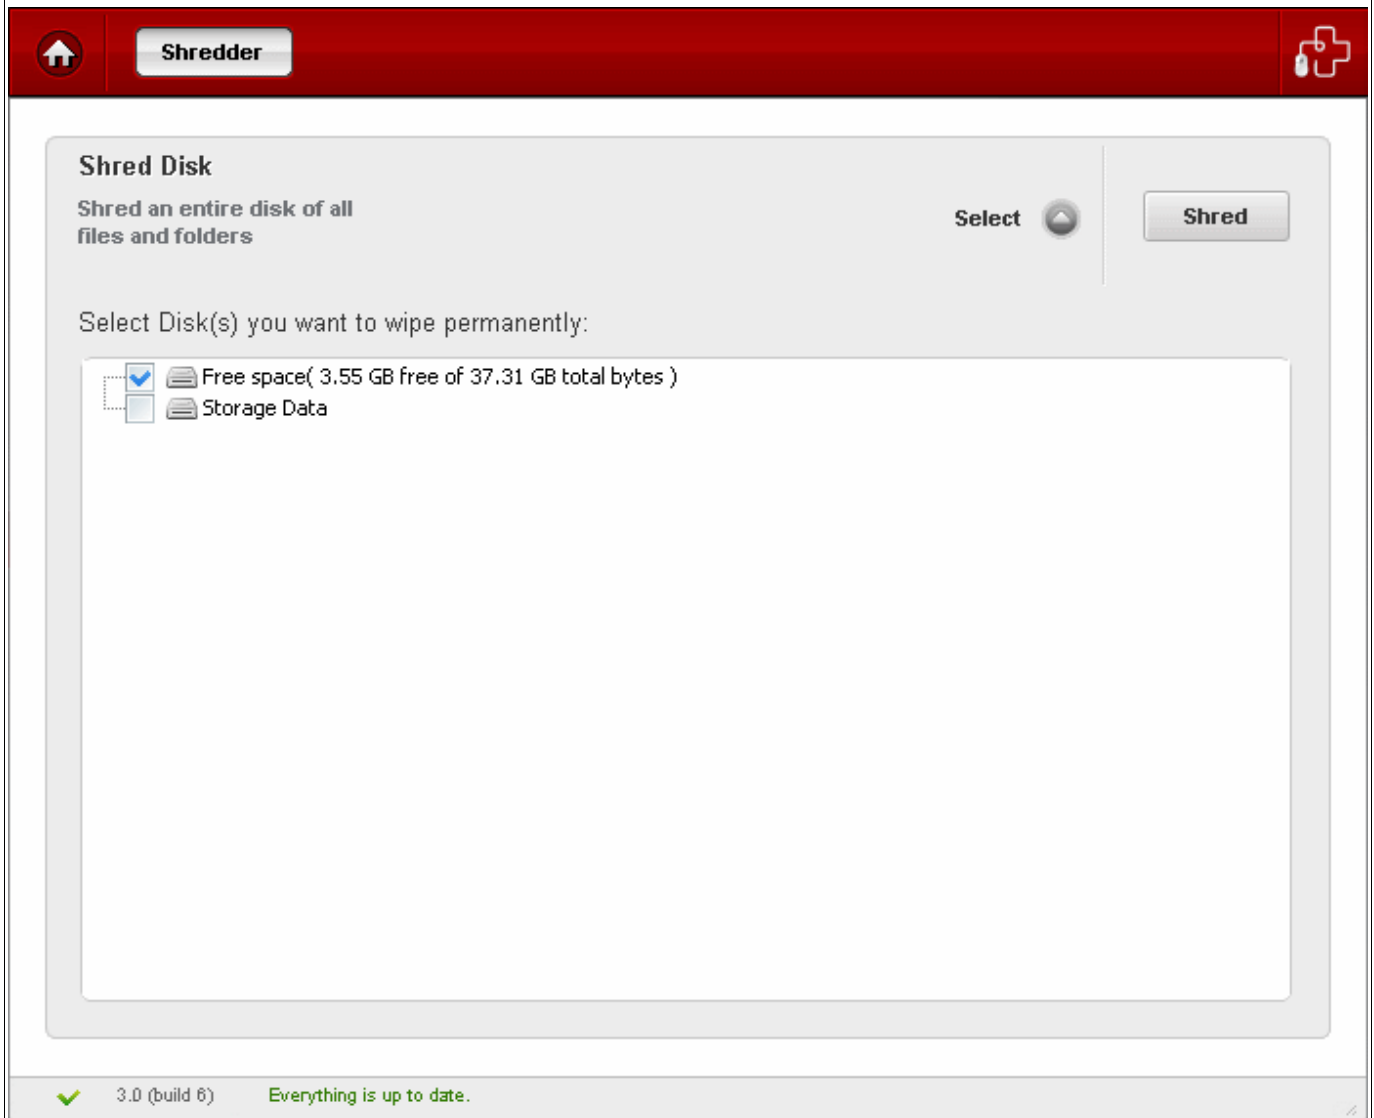 Shredder
Shred Disk
Shred an entire disk of all
files and folders
Select
Shred
Select Disk(s) you want to wipe permanently:
Free space( 3.55 GB free of 37.31 GB total bytes )
Storage Data
3.0 (build 6) Everything is up to date.